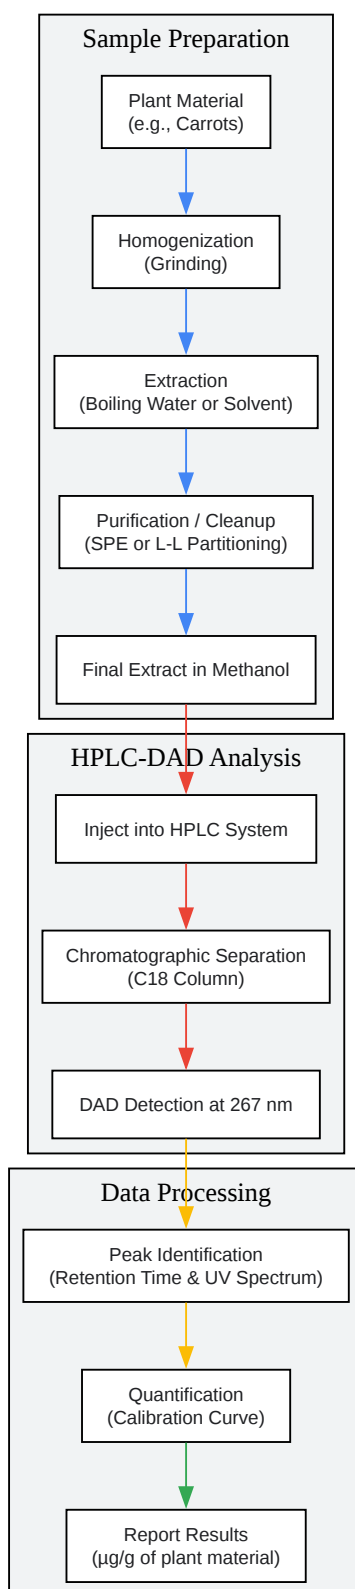 Sample Preparation
Plant Material
(e.g., Carrots)
Homogenization
(Grinding)
Extraction
(Boiling Water or Solvent)
Purification / Cleanup
(SPE or L-L Partitioning)
Final Extract in Methanol
HPLC-DAD Analysis
Inject into HPLC System
Chromatographic Separation
(C18 Column)
DAD Detection at 267 nm
Data Processing
Peak Identification
(Retention Time & UV Spectrum)
Quantification
(Calibration Curve)
Report Results
(µg/g of plant material)